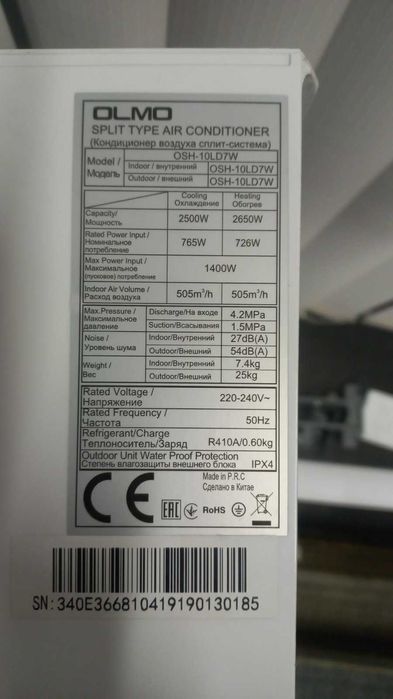 OLMO
SPLIT TYPE AIR CONDITIONER
(Кондиционер воздуха сплит-система)
Model / Модель OSH-10LD7W
Indoor / внутренний OSH-10LD7W
Outdoor / внешний OSH-10LD7W
Cooling Охлаждение Heating Обогрев
Capacity/ Мощность 2500W 2650W
Rated Power Input / Номинальное потребление 765W 726W
Max Power Input / Максимальное (пусковое) потребление 1400W
Indoor Air Volume / Расход воздуха 505m³/h 505m³/h
Max.Pressure / Максимальное давление Discharge/На входе 4.2MPa
Suction/Всасывания 1.5MPa
Noise / Уровень шума Indoor/Внутренний 27dB(A)
Outdoor/Внешний 54dB(A)
Weight / Вес Indoor/Внутренний 7.4kg
Outdoor/Внешний 25kg
Rated Voltage / Напряжение 220-240V~
Rated Frequency / Частота 50Hz
Refrigerant/Charge Теплоноситель/Заряд R410A/0.60kg
Outdoor Unit Water Proof Protection
Степень влагозащиты внешнего блока IPX4
Made in P.R.C
Сделано в Китае
CE EAC RoHS
SN: 340E366810419190130185